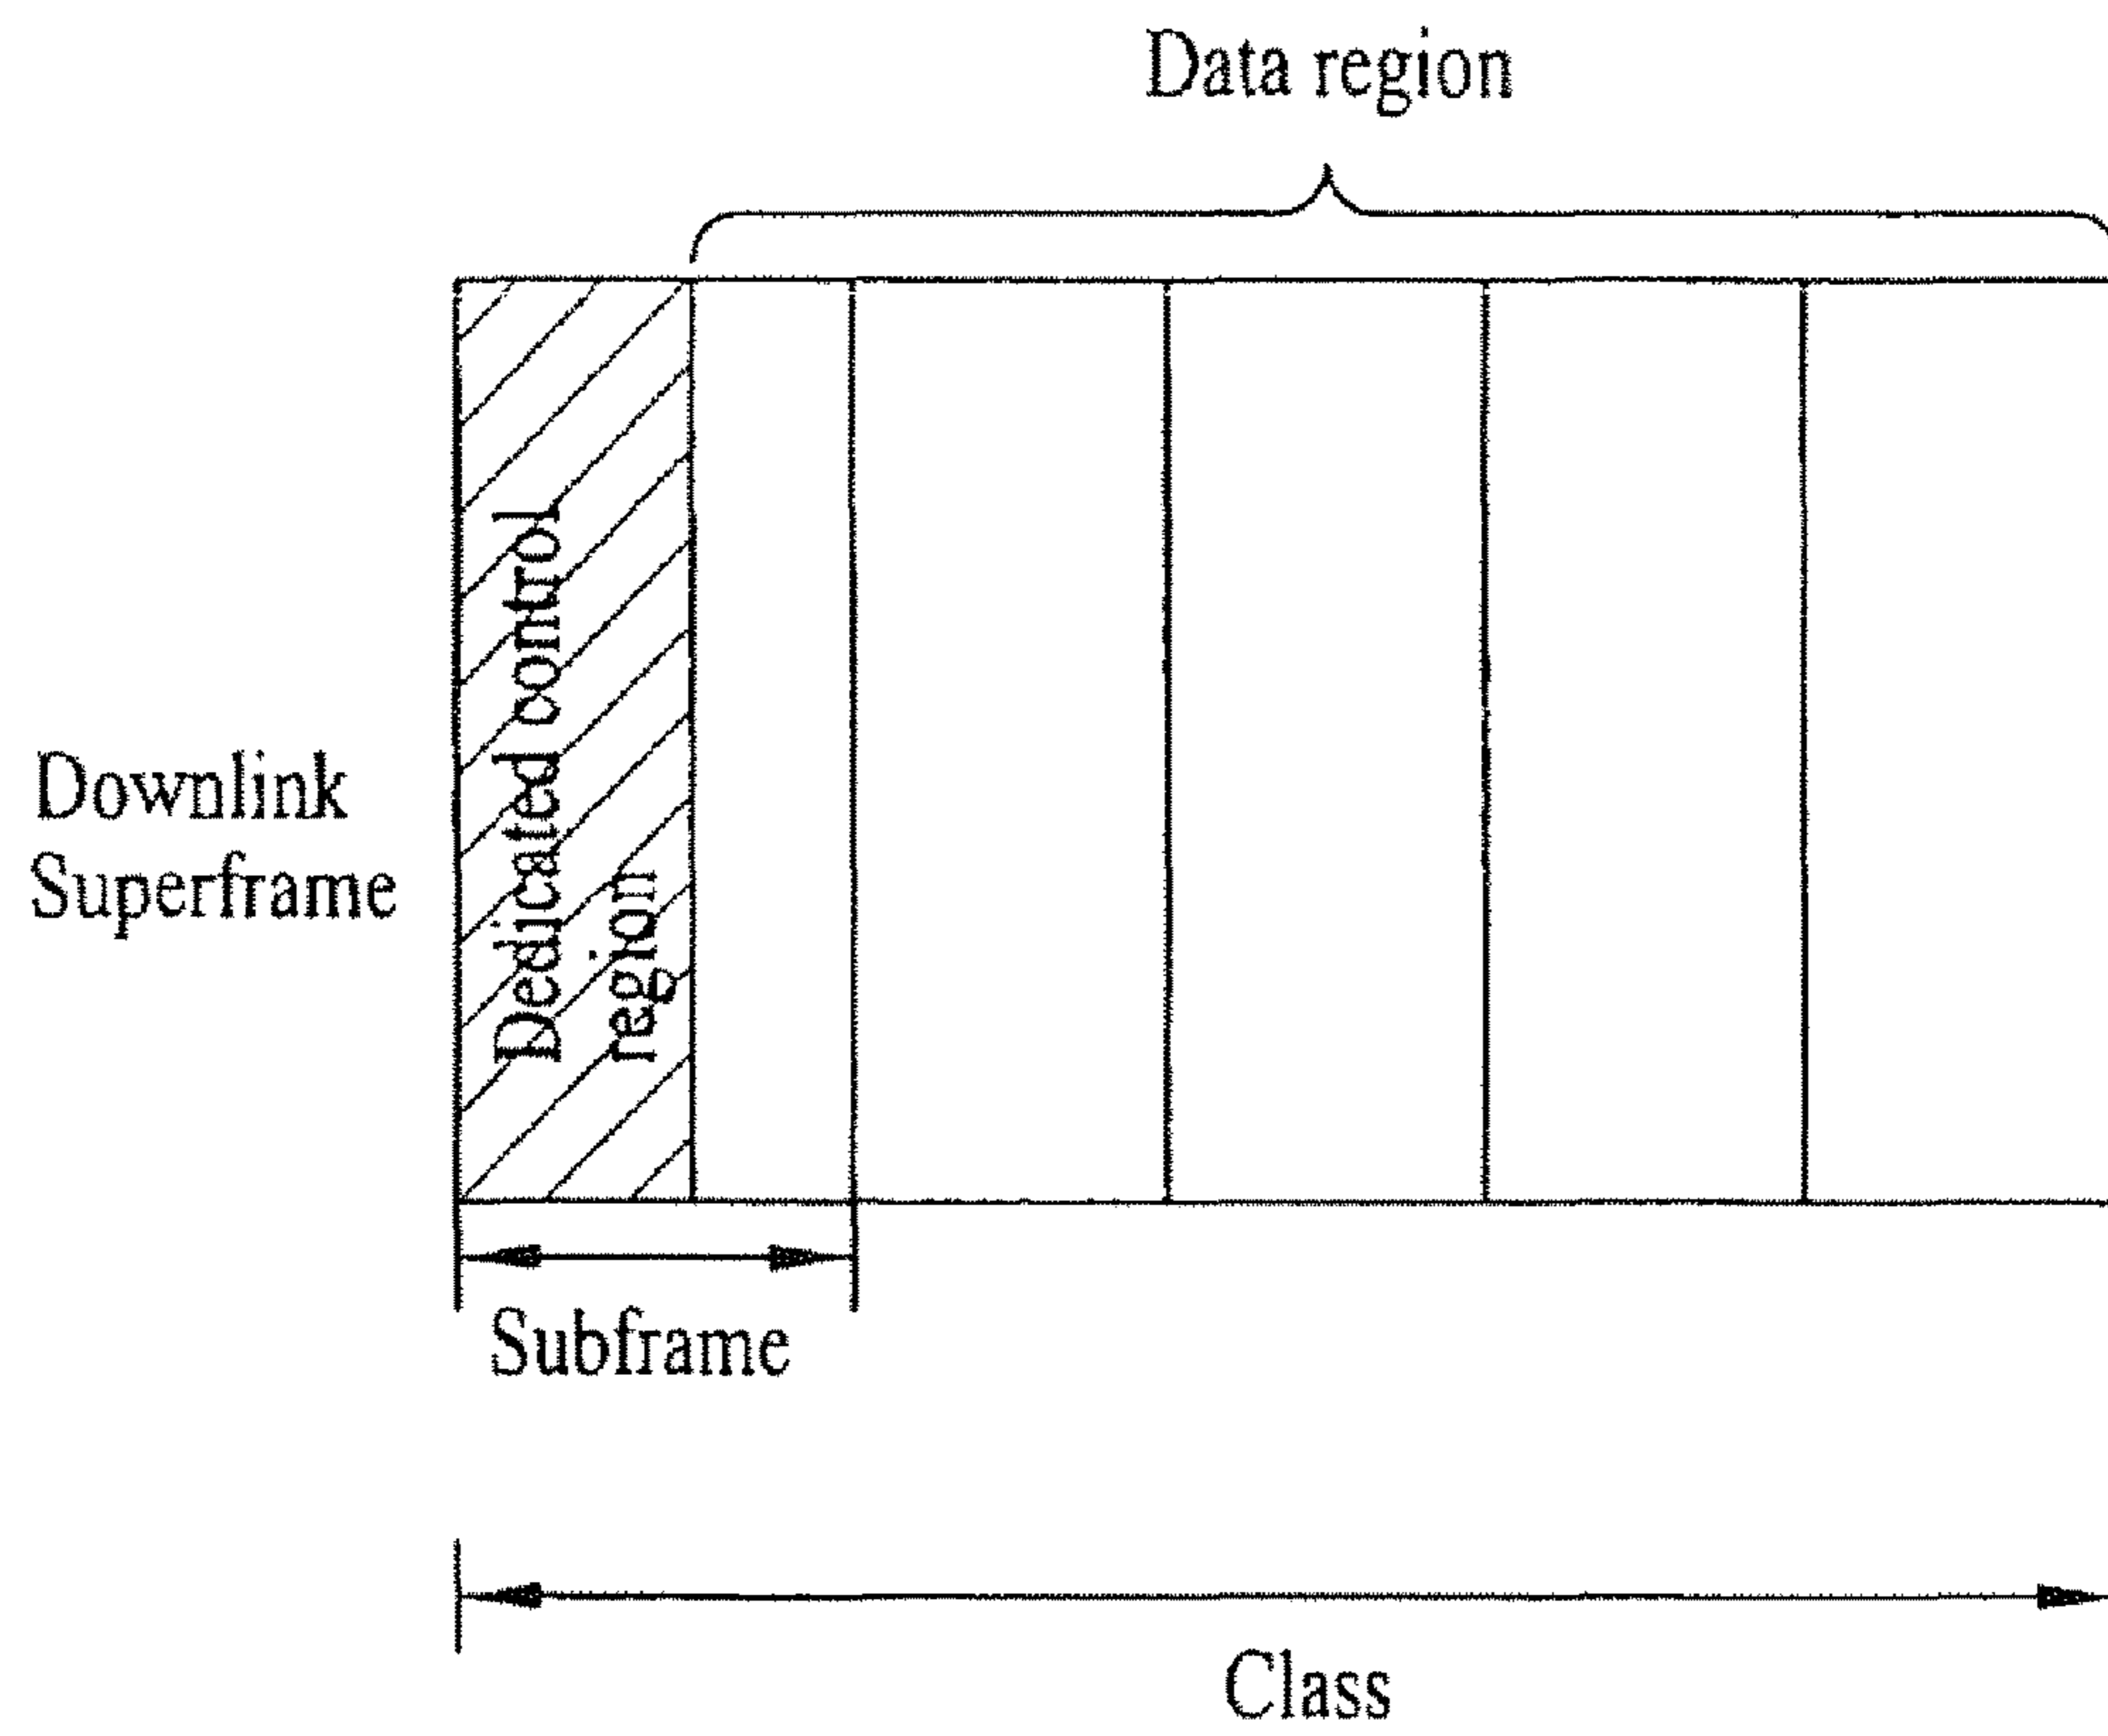 Data region
Dedicated control
region
Downlink
Superframe
Subframe
Class